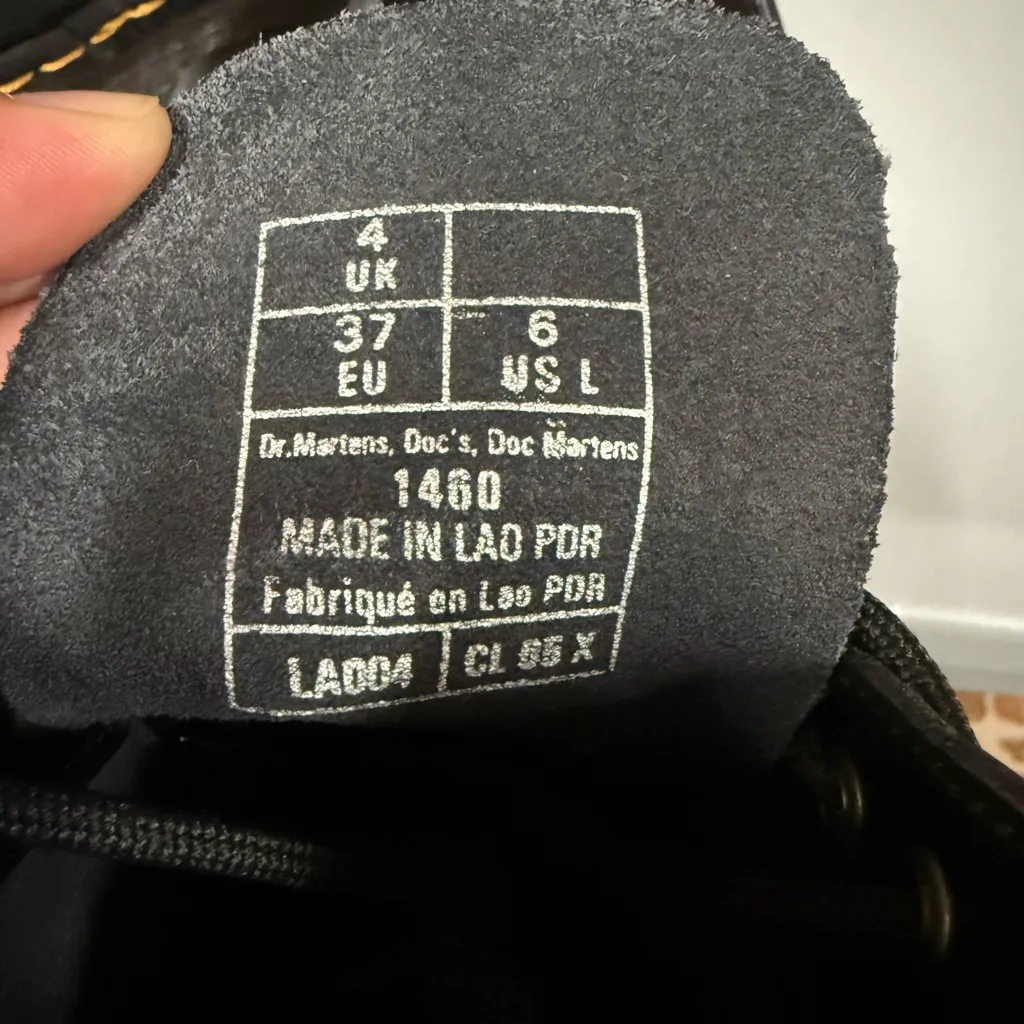 4
UK
37
EU
6
US L
Dr.Martens, Doc's, Doc Martens
1460
MADE IN LAO PDR
Fabriqué en Lao PDR
LA004
CL X